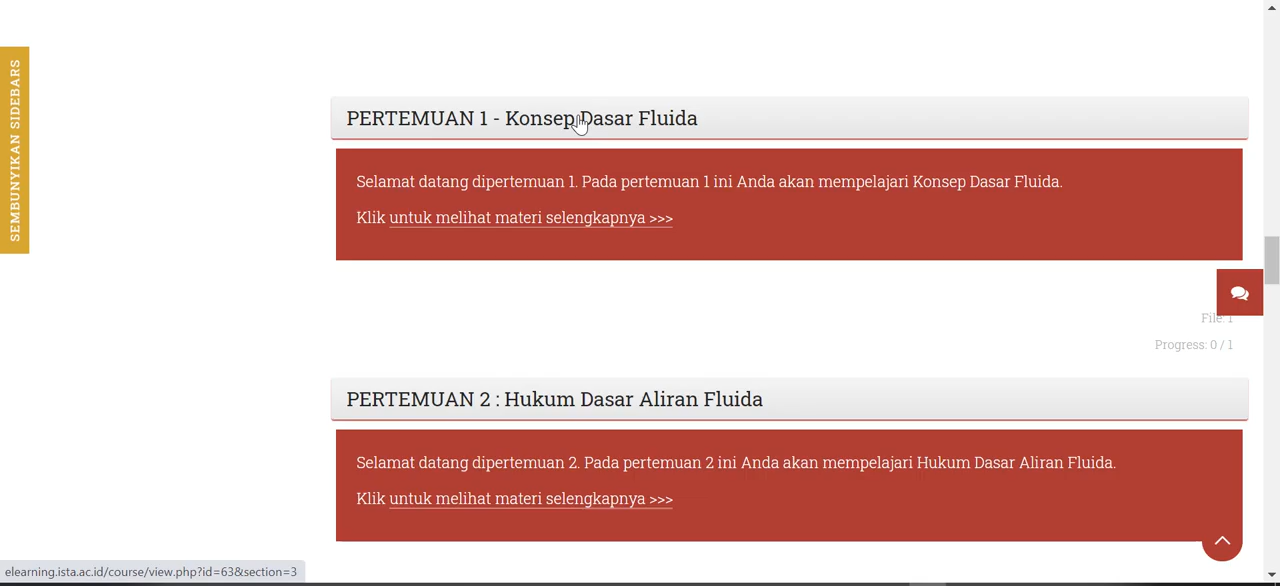 SEMBUNYIKAN SIDEBARS
PERTEMUAN 1 - Konsep Dasar Fluida
Selamat datang dipertemuan 1. Pada pertemuan 1 ini Anda akan mempelajari Konsep Dasar Fluida.
Klik untuk melihat materi selengkapnya >>>
File: 1
Progress: 0 / 1
PERTEMUAN 2 : Hukum Dasar Aliran Fluida
Selamat datang dipertemuan 2. Pada pertemuan 2 ini Anda akan mempelajari Hukum Dasar Aliran Fluida.
Klik untuk melihat materi selengkapnya >>>
elearning.ista.ac.id/course/view.php?id=63&section=3